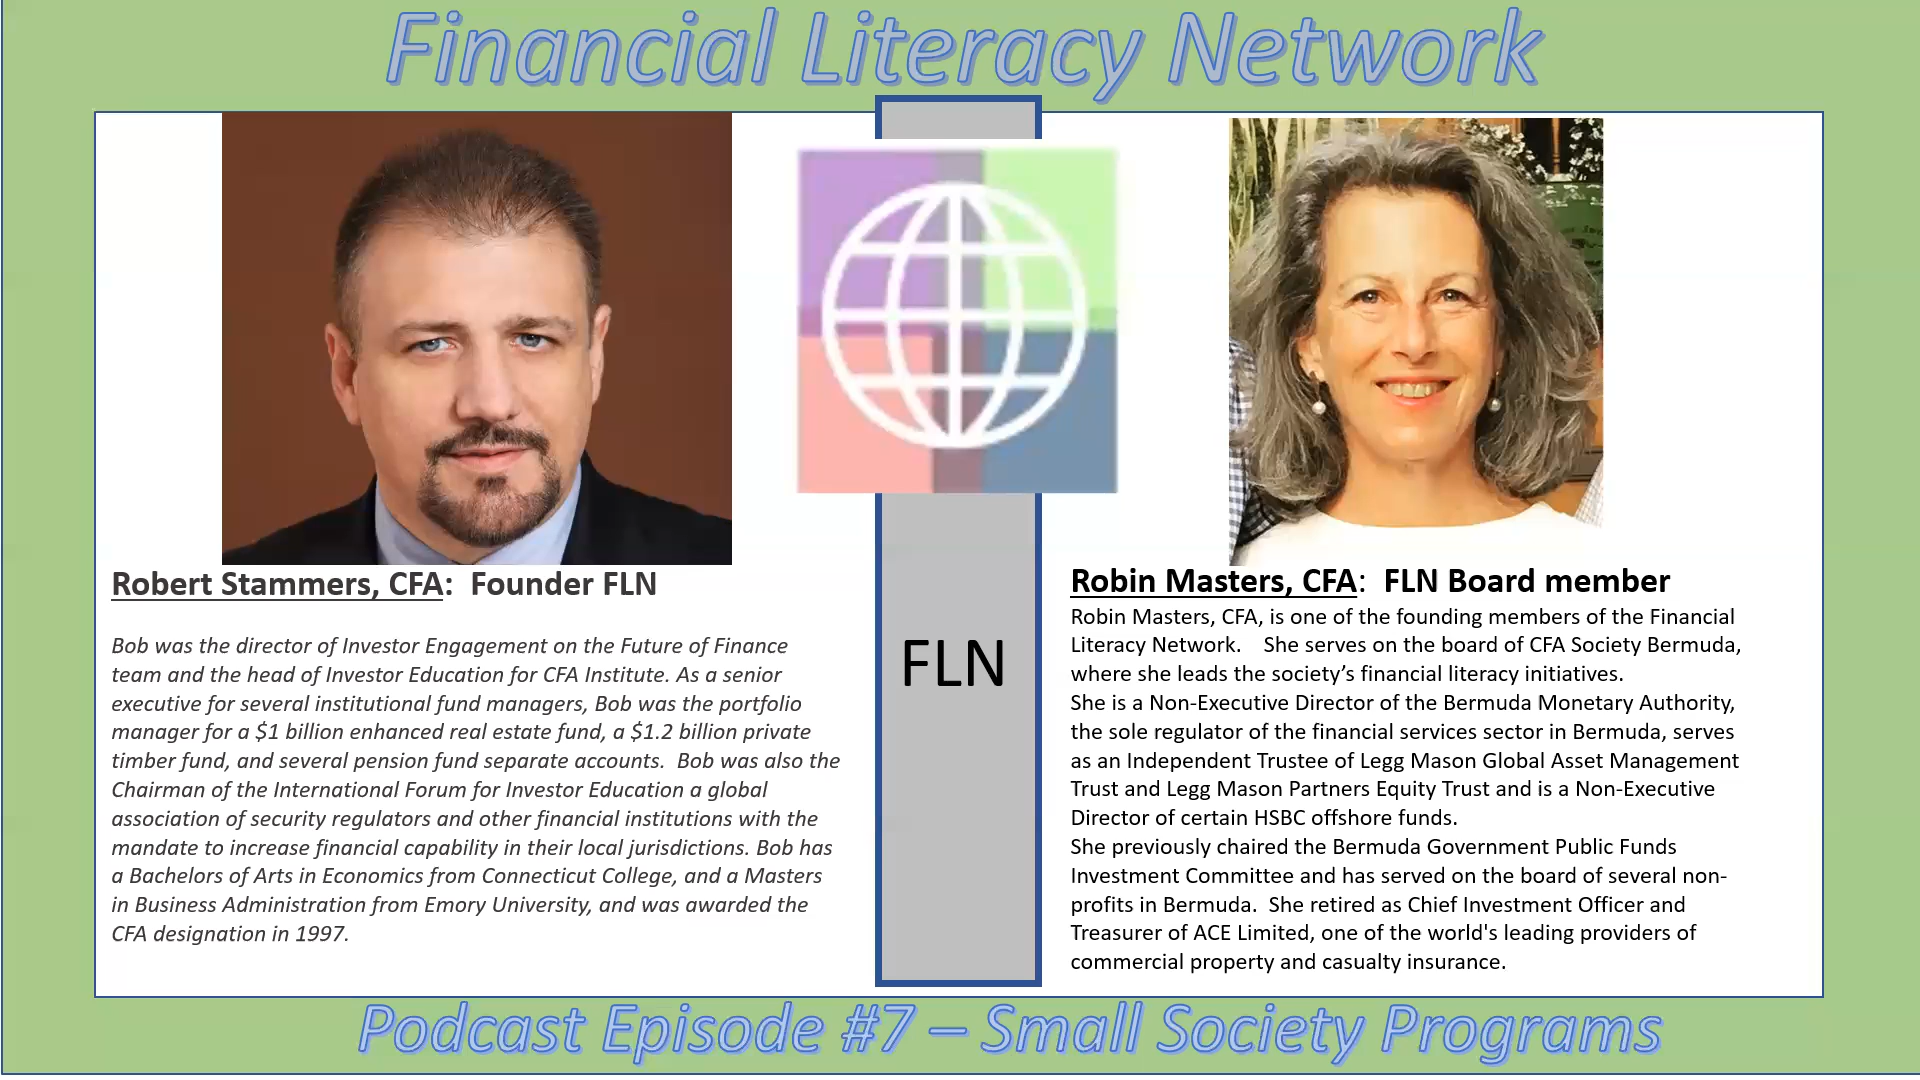 Financial Literacy Network
Robert Stammers, CFA:  Founder FLN
Bob was the director of Investor Engagement on the Future of Finance
team and the head of Investor Education for CFA Institute. As a senior
executive for several institutional fund managers, Bob was the portfolio
manager for a $1 billion enhanced real estate fund, a $1.2 billion private
timber fund, and several pension fund separate accounts.  Bob was also the
Chairman of the International Forum for Investor Education a global
association of security regulators and other financial institutions with the
mandate to increase financial capability in their local jurisdictions. Bob has
a Bachelors of Arts in Economics from Connecticut College, and a Masters
in Business Administration from Emory University, and was awarded the
CFA designation in 1997.
FLN
Robin Masters, CFA:  FLN Board member
Robin Masters, CFA, is one of the founding members of the Financial
Literacy Network.    She serves on the board of CFA Society Bermuda,
where she leads the society’s financial literacy initiatives.
She is a Non-Executive Director of the Bermuda Monetary Authority,
the sole regulator of the financial services sector in Bermuda, serves
as an Independent Trustee of Legg Mason Global Asset Management
Trust and Legg Mason Partners Equity Trust and is a Non-Executive
Director of certain HSBC offshore funds.
She previously chaired the Bermuda Government Public Funds
Investment Committee and has served on the board of several non-
profits in Bermuda.  She retired as Chief Investment Officer and
Treasurer of ACE Limited, one of the world's leading providers of
commercial property and casualty insurance.
Podcast Episode #7 – Small Society Programs